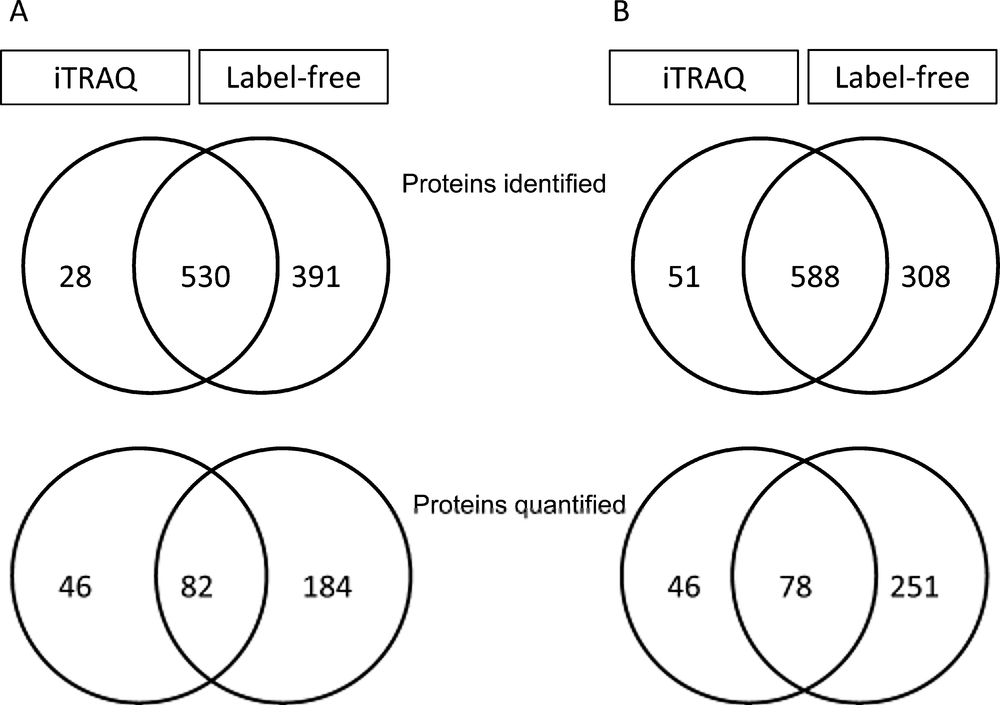 A
B
iTRAQ
Label-free
iTRAQ
Label-free
Proteins identified
28
530
391
51
588
308
Proteins quantified
46
82
184
46
78
251